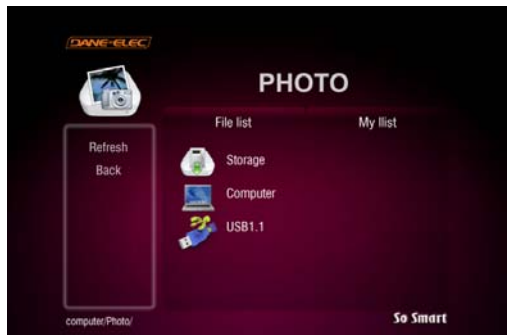 DANE-ELEC
PHOTO
File list
My llist
Refresh
Back
Storage
Computer
USB1.1
computer/Photo/
So Smart